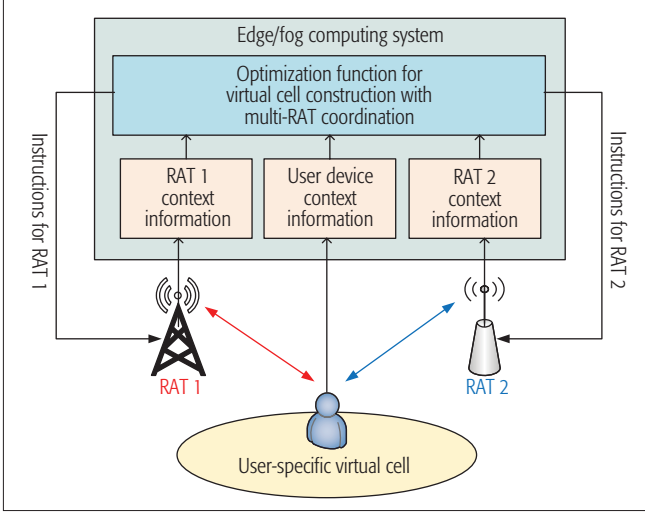 Edge/fog computing system
Optimization function for
virtual cell construction with
multi-RAT coordination
Instructions for RAT 1
RAT 1
context
information
User device
context
information
RAT 2
context
information
Instructions for RAT 2
RAT 1
RAT 2
User-specific virtual cell